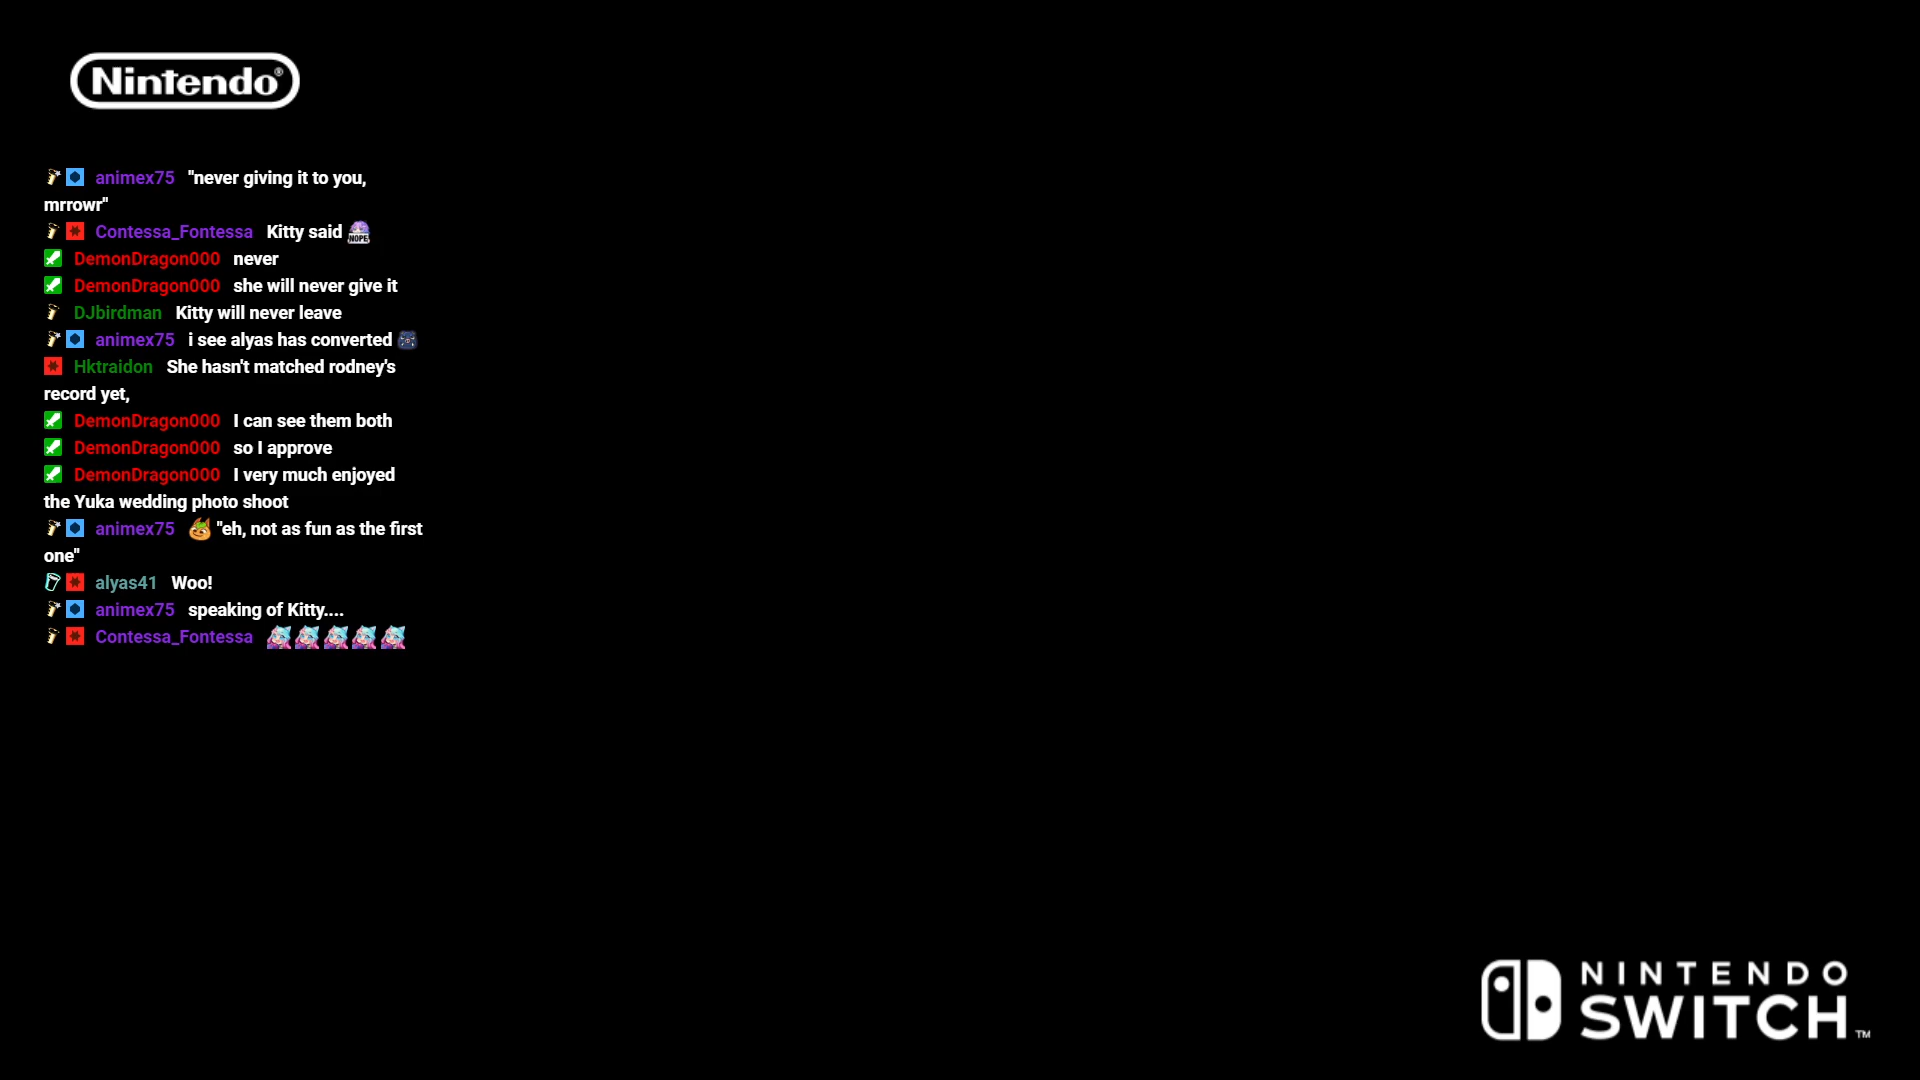 Nintendo®
animex75 "never giving it to you,
mrrowr"
Contessa_Fontessa Kitty said NOPE
DemonDragon000 never
DemonDragon000 she will never give it
DJbirdman Kitty will never leave
animex75 i see alyas has converted
Hktraidon She hasn't matched rodney's
record yet,
DemonDragon000 I can see them both
DemonDragon000 so I approve
DemonDragon000 I very much enjoyed
the Yuka wedding photo shoot
animex75 "eh, not as fun as the first
one"
alyas41 Woo!
animex75 speaking of Kitty....
Contessa_Fontessa
NINTENDO
SWITCH™